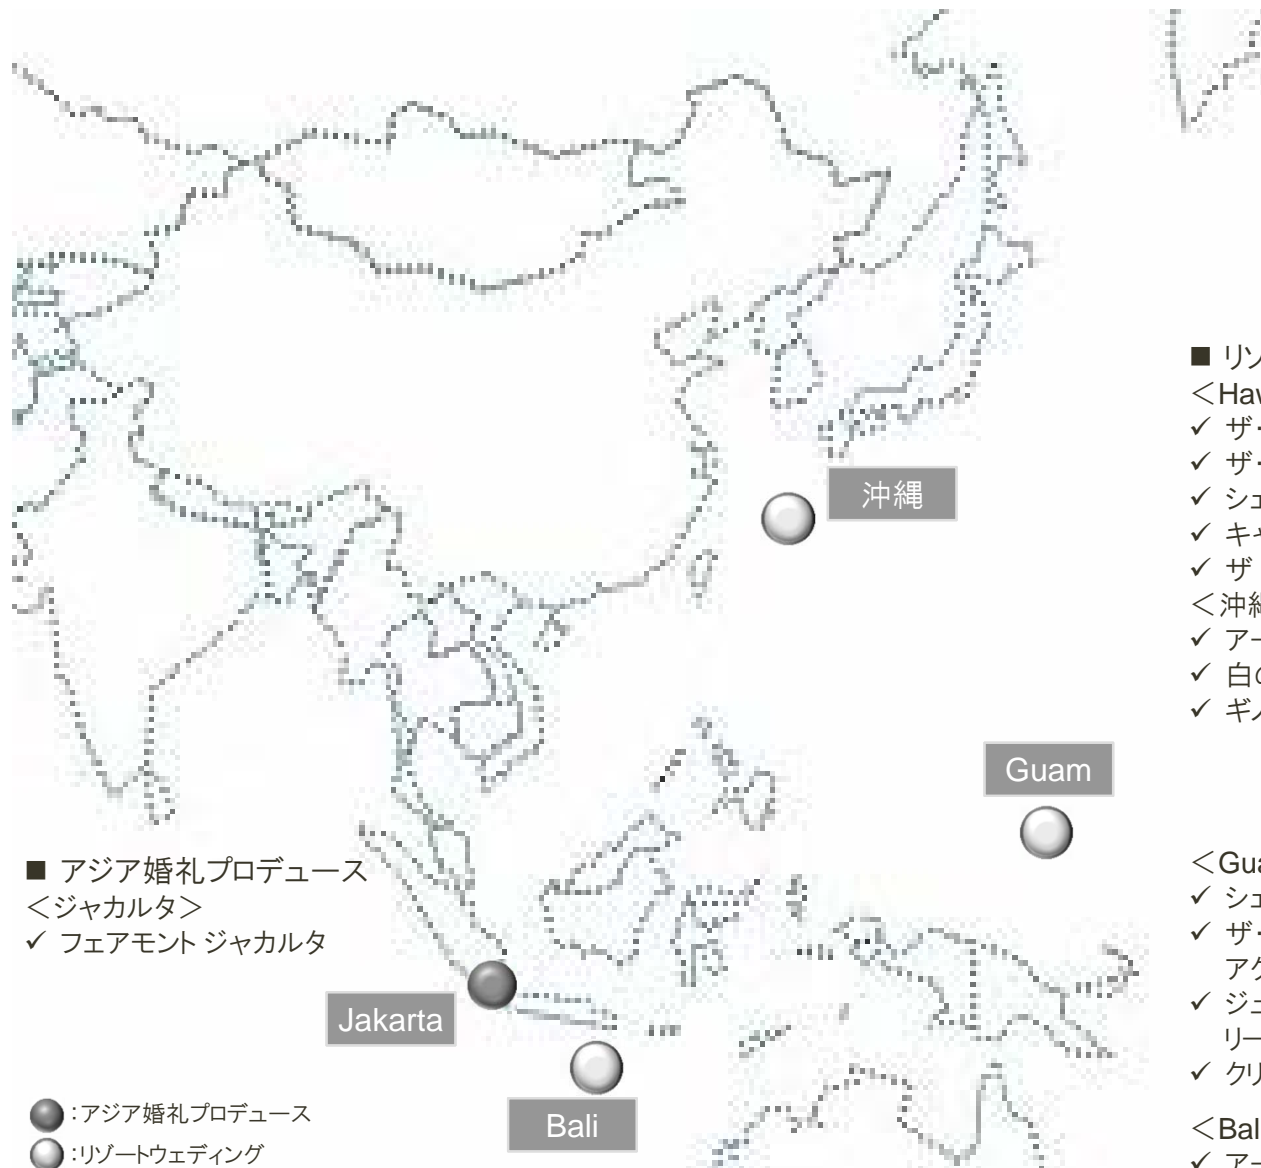 沖縄
Guam
Jakarta
Bali
■ アジア婚礼プロデュース
＜ジャカルタ＞
✓ フェアモント ジャカルタ
：アジア婚礼プロデュース
：リゾートウェディング
■ リゾ
＜Haw
✓ ザ・
✓ ザ・
✓ シェ
✓ キャ
✓ ザ
＜沖縄
✓ アー
✓ 白の
✓ ギノ
＜Gua
✓ シェ
✓ ザ・
アク
✓ ジュ
リー
✓ クリ
＜Bali
✓ アー